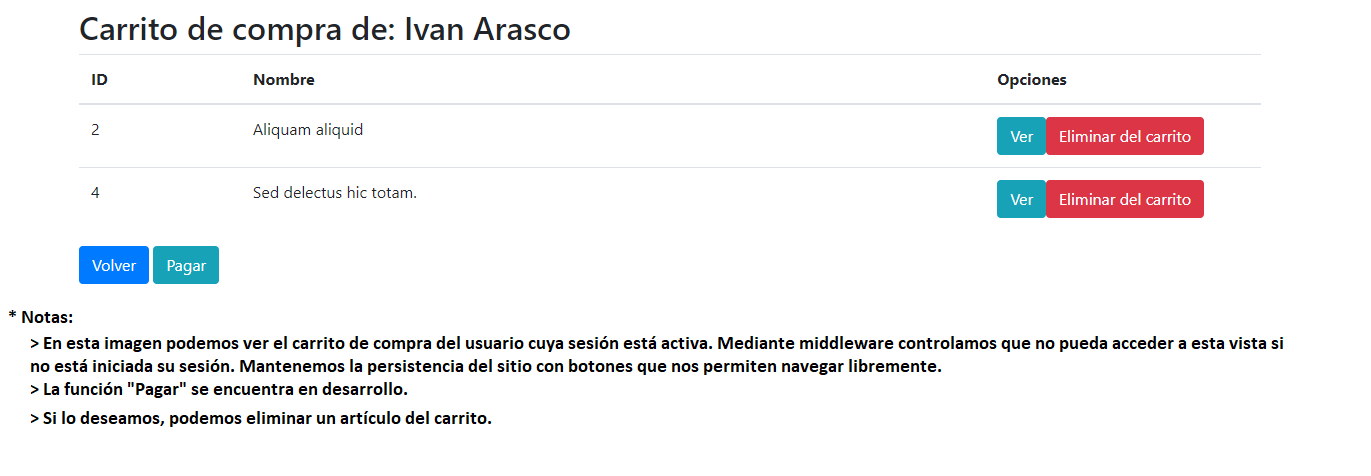 Carrito de compra de: Ivan Arasco
ID Nombre Opciones
2 Aliquam aliquid Ver Eliminar del carrito
4 Sed delectus hic totam. Ver Eliminar del carrito
Volver Pagar
* Notas:
> En esta imagen podemos ver el carrito de compra del usuario cuya sesión está activa. Mediante middleware controlamos que no pueda acceder a esta vista si
no está iniciada su sesión. Mantenemos la persistencia del sitio con botones que nos permiten navegar libremente.
> La función "Pagar" se encuentra en desarrollo.
> Si lo deseamos, podemos eliminar un artículo del carrito.